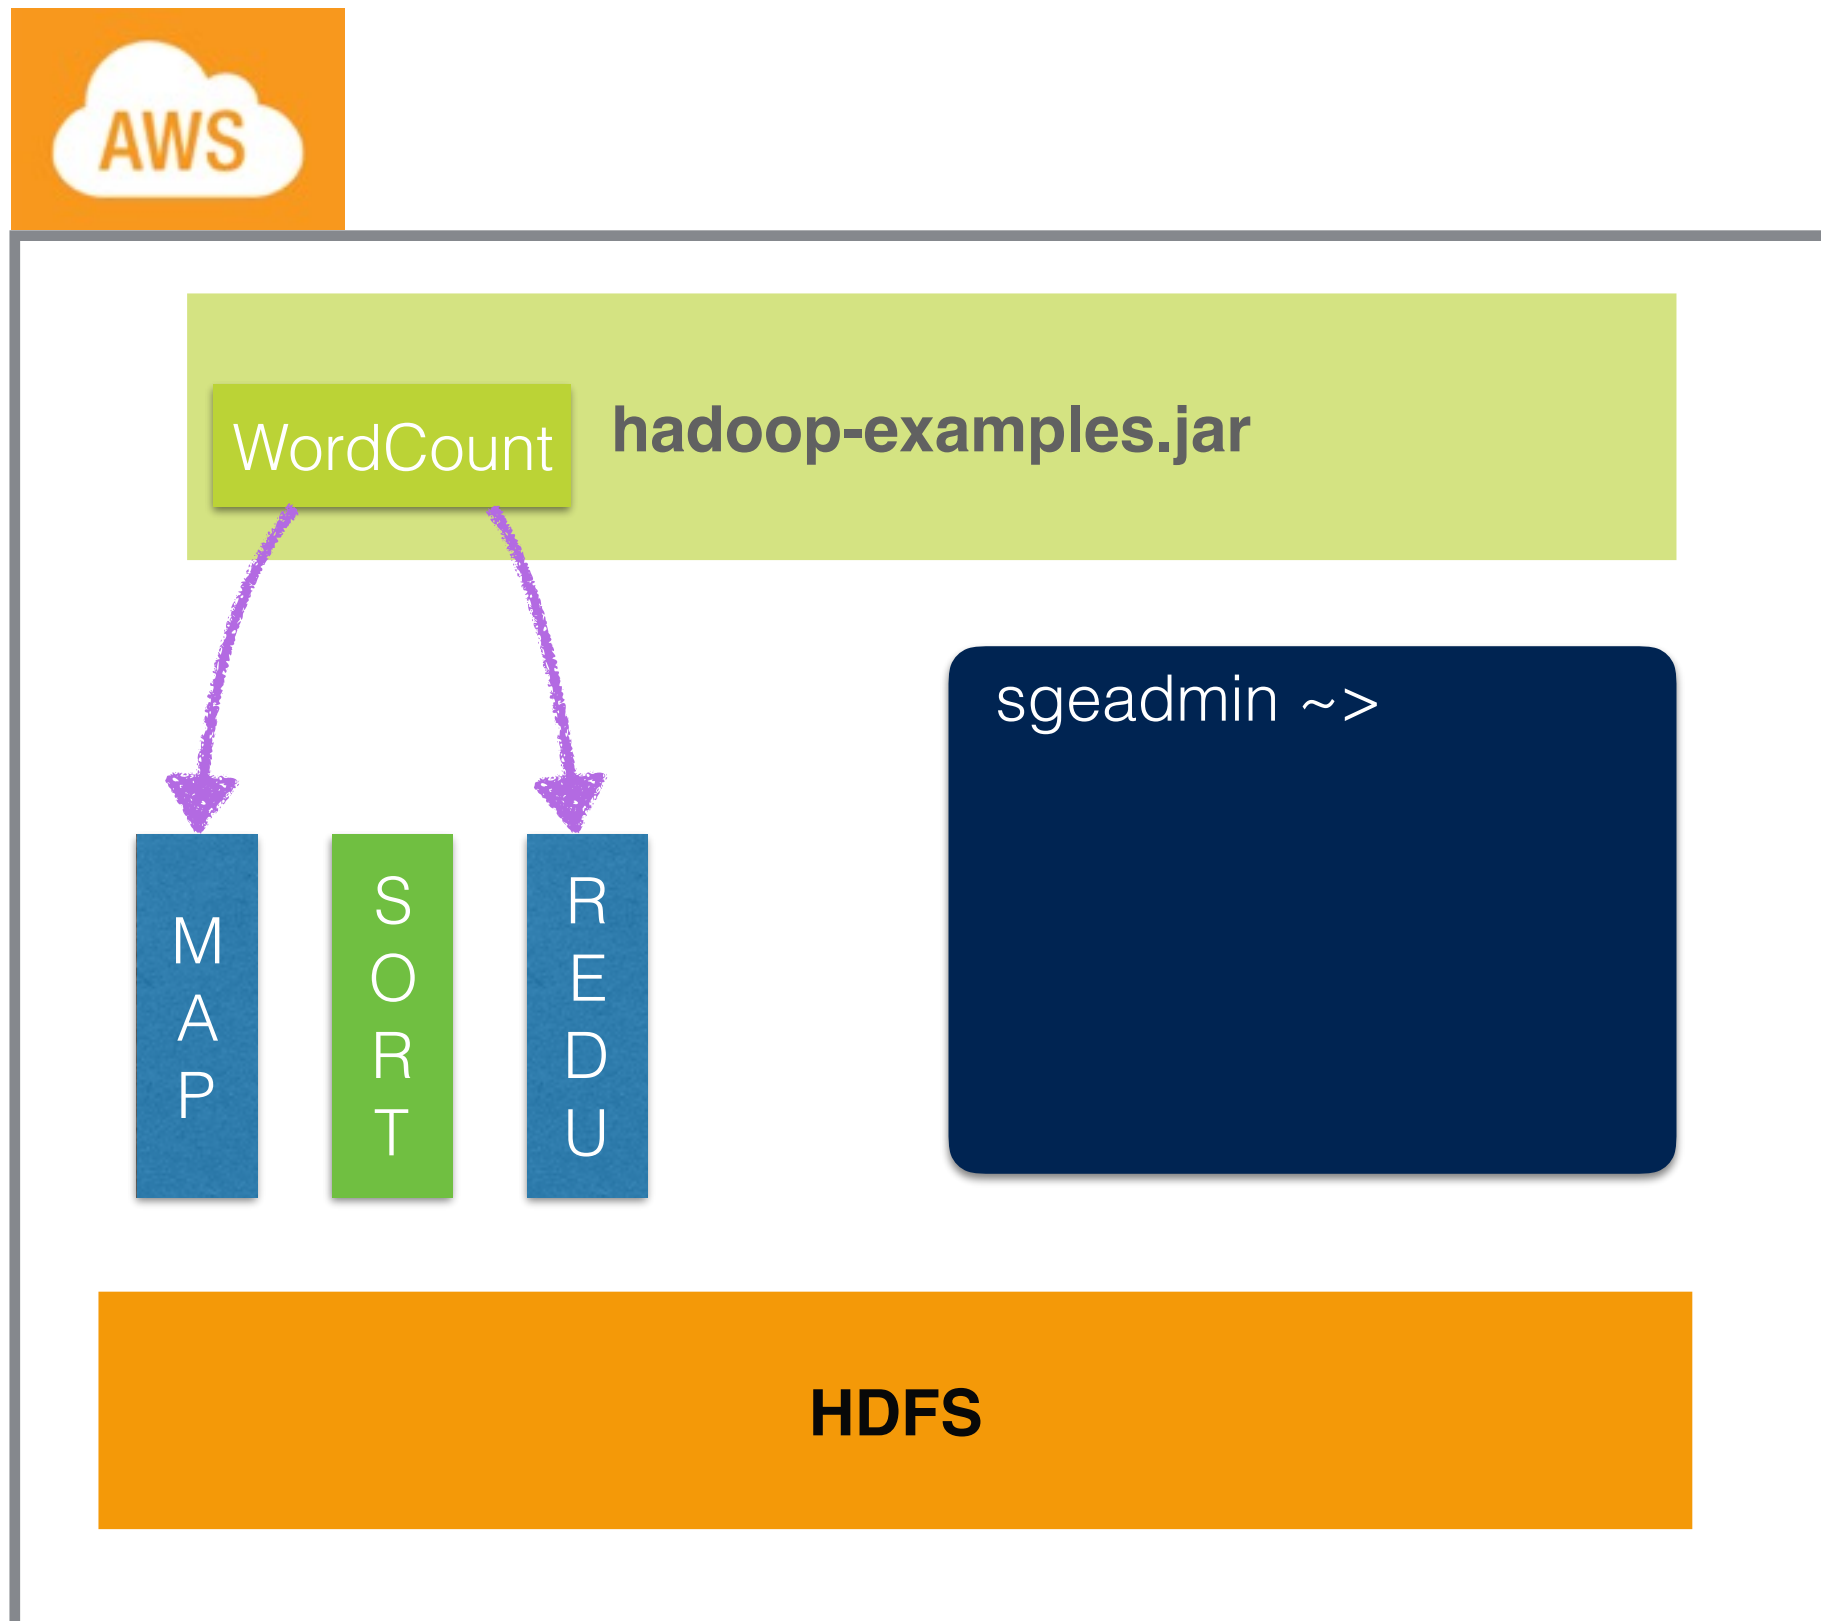 AWS
WordCount
hadoop-examples.jar
sgeadmin ~>
M
A
P
S
O
R
T
R
E
D
U
HDFS